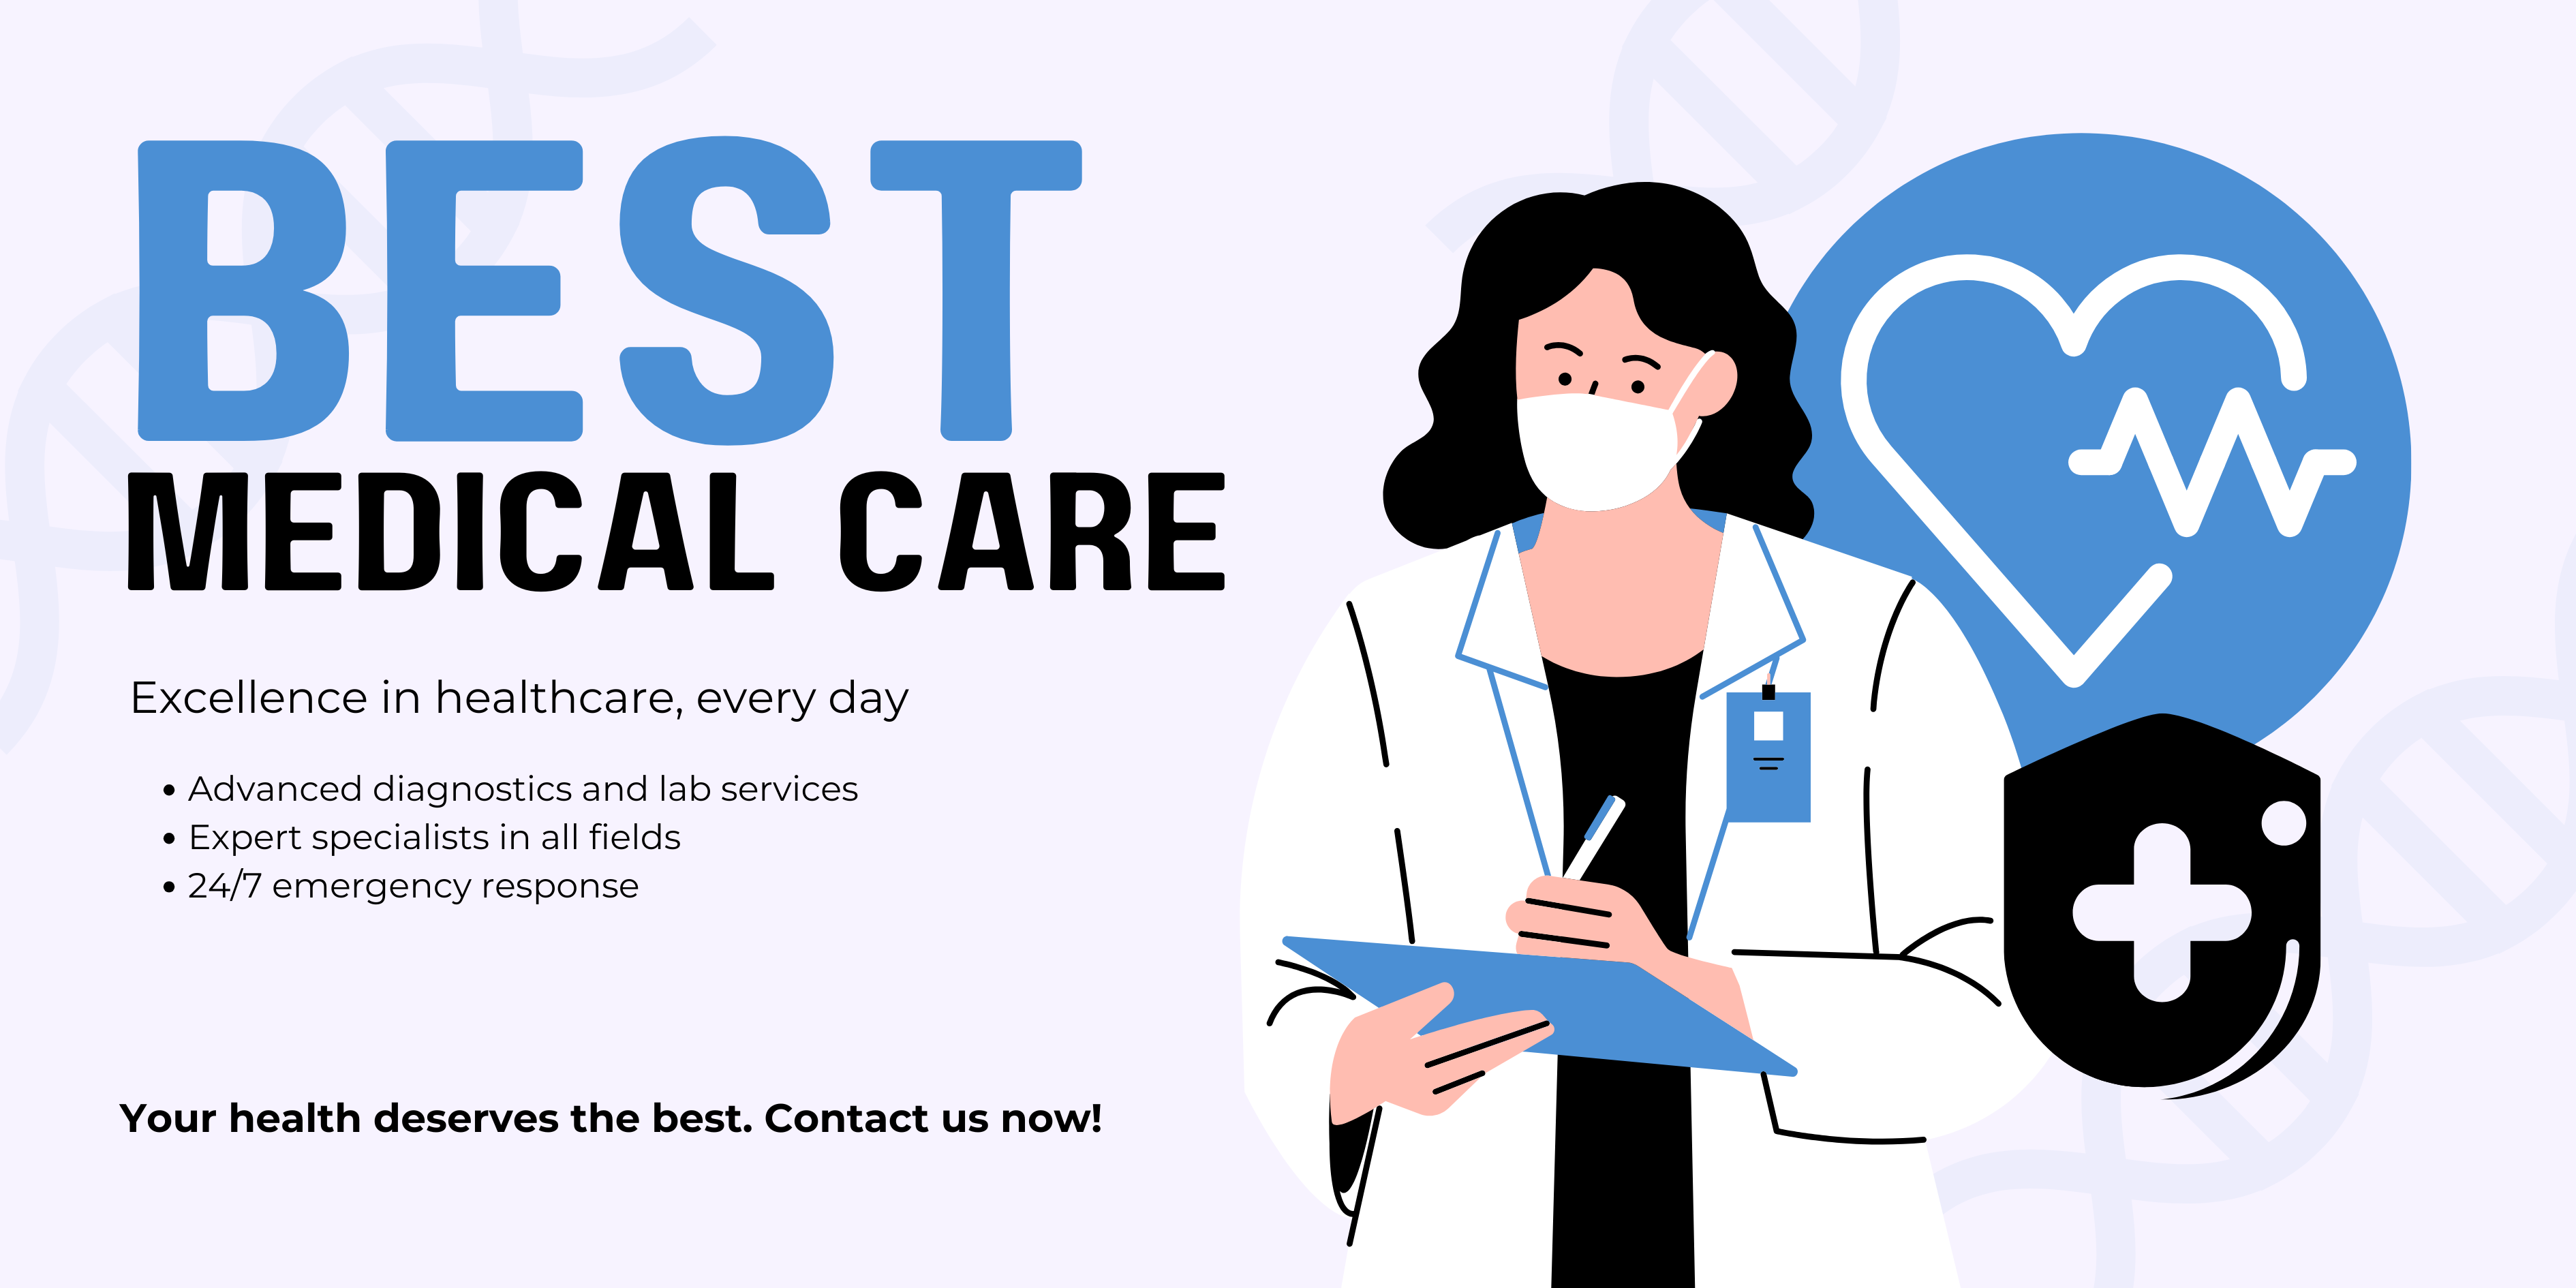 BEST
MEDICAL CARE
Excellence in healthcare, every day
• Advanced diagnostics and lab services
• Expert specialists in all fields
• 24/7 emergency response
Your health deserves the best. Contact us now!